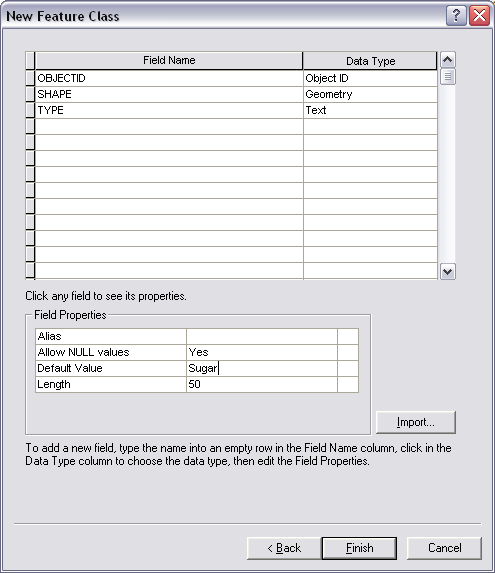 New Feature Class
Field Name Data Type
OBJECTID Object ID
SHAPE Geometry
TYPE Text
Click any field to see its properties.
Field Properties
Alias
Allow NULL values Yes
Default Value Sugar
Length 50
Import...
To add a new field, type the name into an empty row in the Field Name column, click in the
Data Type column to choose the data type, then edit the Field Properties.
< Back Finish Cancel